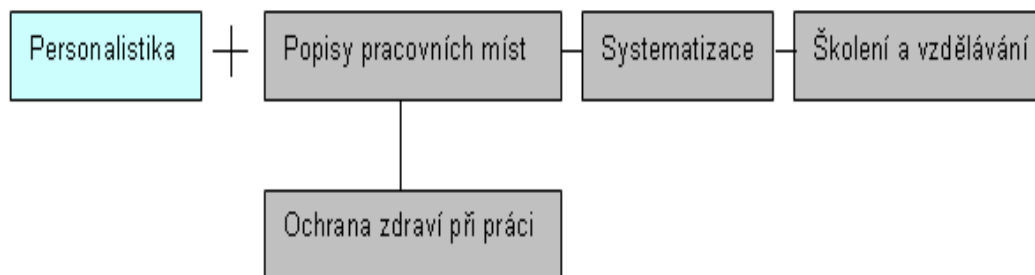 Personalistika
Popisy pracovních míst
Systematizace
Školení a vzdělávání
Ochrana zdraví při práci